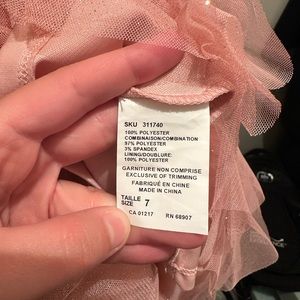 SKU 311740
100% POLYESTER
COMBINAISON/COMBINATION
97% POLYESTER
3% SPANDEX
LINING/DOUBLURE:
100% POLYESTER
GARNITURE NON COMPRISE
EXCLUSIVE OF TRIMMING
FABRIQUÉ EN CHINE
MADE IN CHINA
TAILLE
SIZE 7
CA 01217 RN 68907